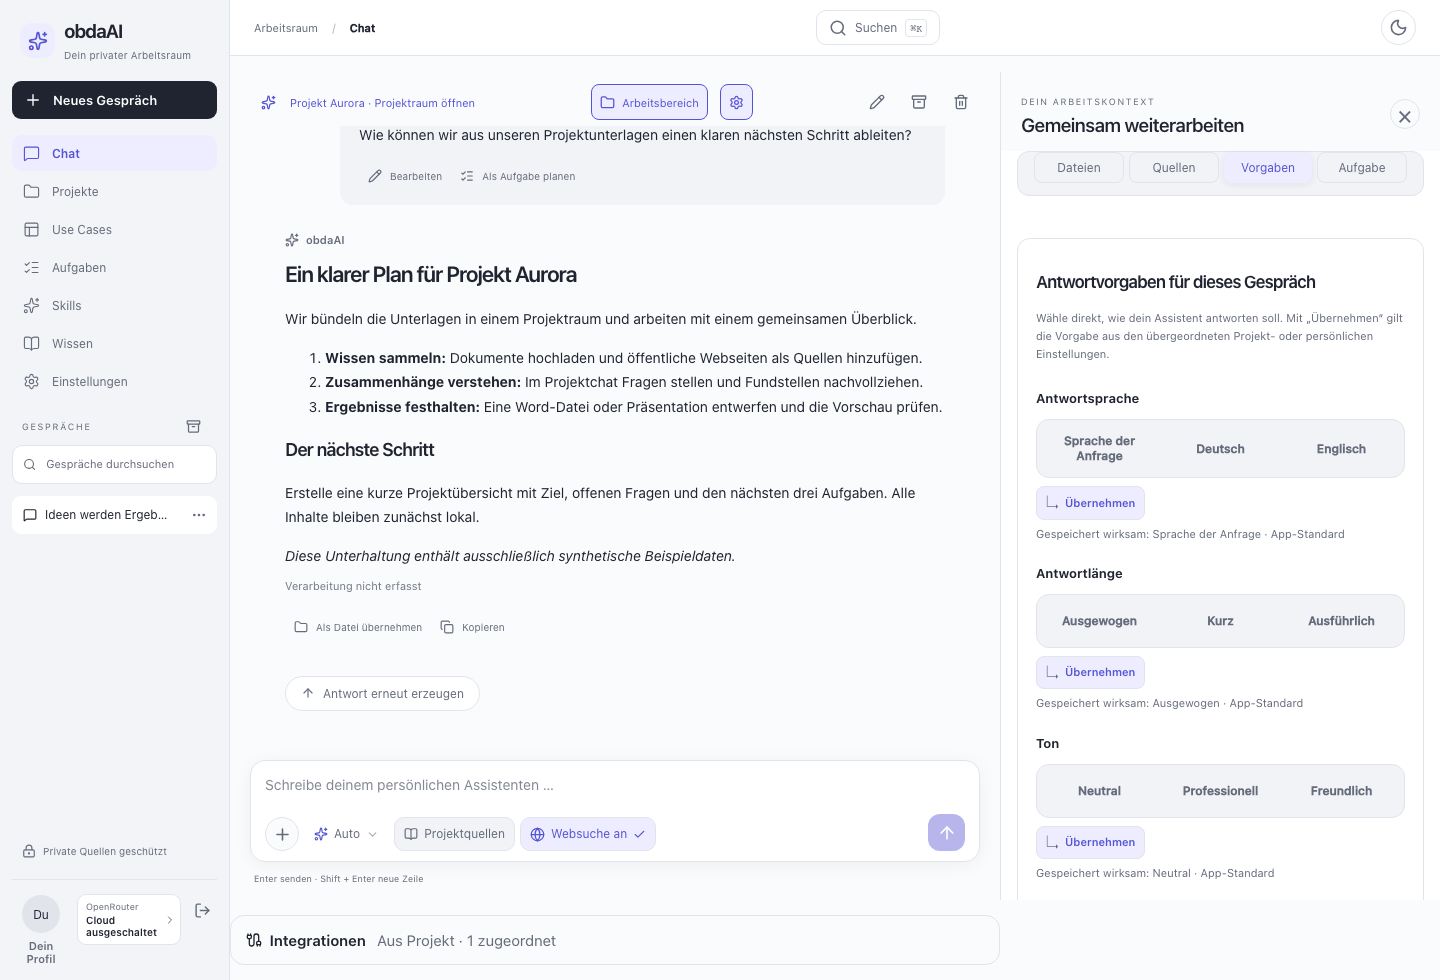 obdaAI
Dein privater Arbeitsraum
Neues Gespräch
Chat
Projekte
Use Cases
Aufgaben
Skills
Wissen
Einstellungen
GESPRÄCHE
Gespräche durchsuchen
Ideen werden Ergeb...
Private Quellen geschützt
Du
Dein
Profil
OpenRouter
Cloud
ausgeschaltet
Arbeitsraum / Chat
Suchen ⌘K
Projekt Aurora · Projektraum öffnen
Arbeitsbereich
Wie können wir aus unseren Projektunterlagen einen klaren nächsten Schritt ableiten?
Bearbeiten
Als Aufgabe planen
obdaAI
Ein klarer Plan für Projekt Aurora
Wir bündeln die Unterlagen in einem Projektraum und arbeiten mit einem gemeinsamen Überblick.
1. Wissen sammeln: Dokumente hochladen und öffentliche Webseiten als Quellen hinzufügen.
2. Zusammenhänge verstehen: Im Projektchat Fragen stellen und Fundstellen nachvollziehen.
3. Ergebnisse festhalten: Eine Word-Datei oder Präsentation entwerfen und die Vorschau prüfen.
Der nächste Schritt
Erstelle eine kurze Projektübersicht mit Ziel, offenen Fragen und den nächsten drei Aufgaben. Alle
Inhalte bleiben zunächst lokal.
Diese Unterhaltung enthält ausschließlich synthetische Beispieldaten.
Verarbeitung nicht erfasst
Als Datei übernehmen
Kopieren
Antwort erneut erzeugen
Schreibe deinem persönlichen Assistenten ...
Auto
Projektquellen
Websuche an
Enter senden · Shift + Enter neue Zeile
Integrationen Aus Projekt · 1 zugeordnet
DEIN ARBEITSKONTEXT
Gemeinsam weiterarbeiten
Dateien
Quellen
Vorgaben
Aufgabe
Antwortvorgaben für dieses Gespräch
Wähle direkt, wie dein Assistent antworten soll. Mit „Übernehmen“ gilt
die Vorgabe aus den übergeordneten Projekt- oder persönlichen
Einstellungen.
Antwortsprache
Sprache der
Anfrage
Deutsch
Englisch
Übernehmen
Gespeichert wirksam: Sprache der Anfrage · App-Standard
Antwortlänge
Ausgewogen
Kurz
Ausführlich
Übernehmen
Gespeichert wirksam: Ausgewogen · App-Standard
Ton
Neutral
Professionell
Freundlich
Übernehmen
Gespeichert wirksam: Neutral · App-Standard